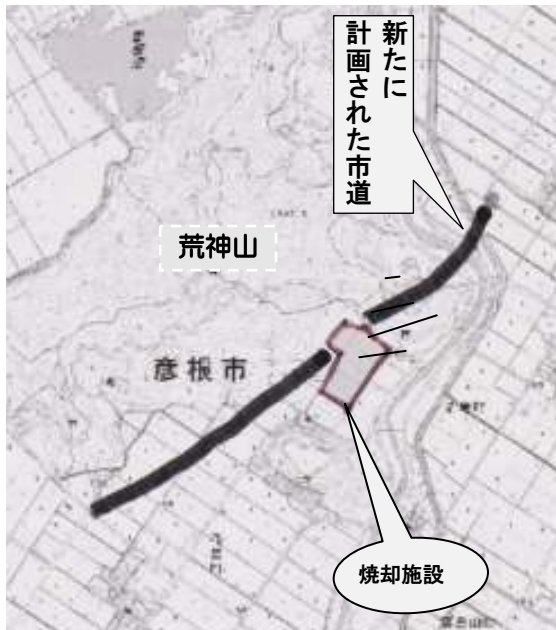 新たに
計画された市道
荒神山
彦根市
焼却施設